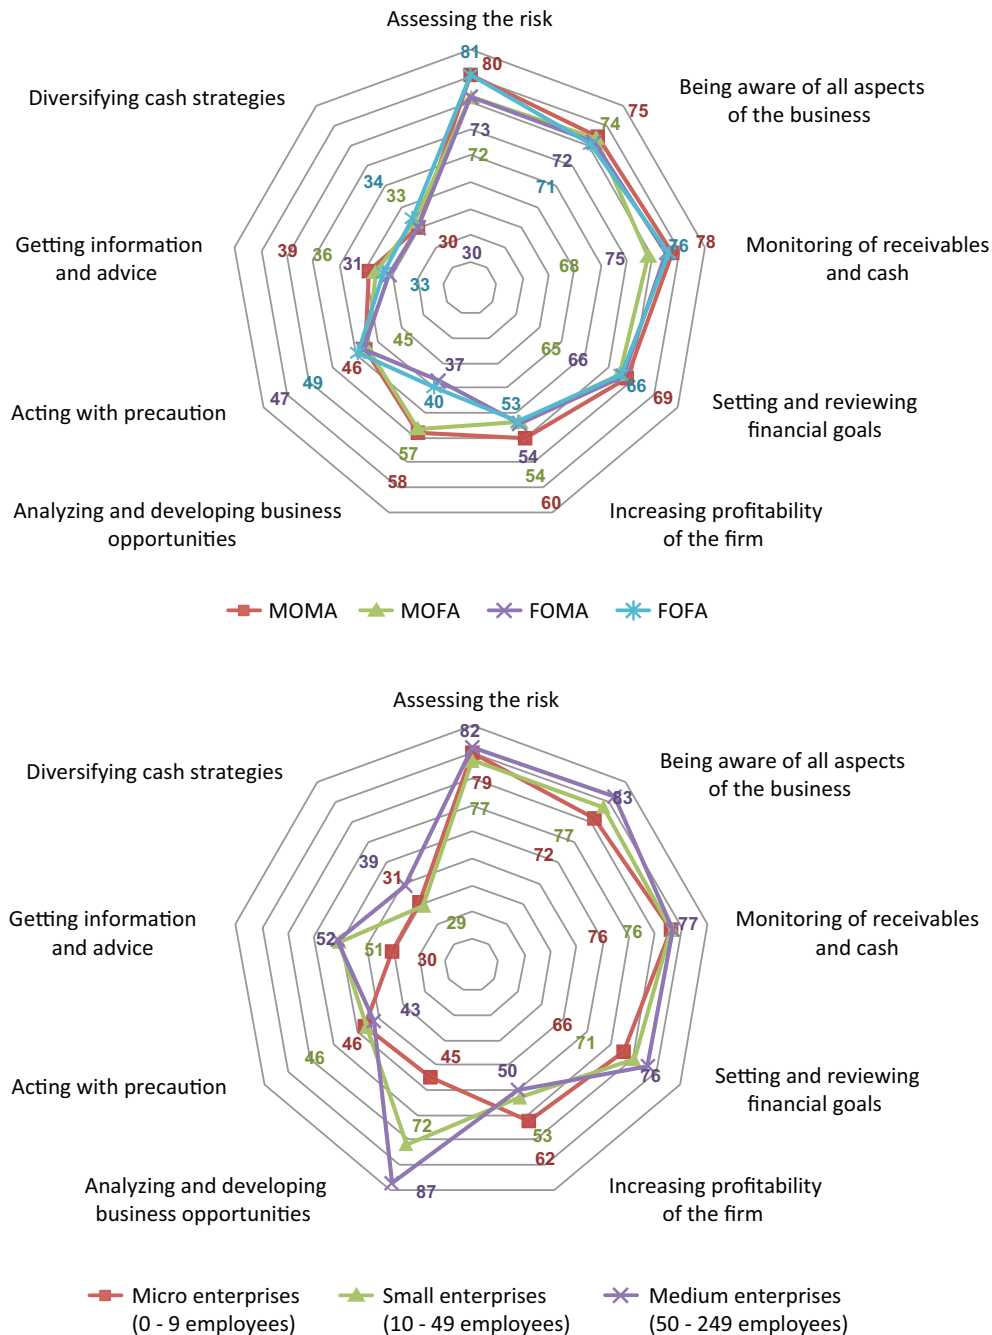 Assessing the risk
81
80
Being aware of all aspects
of the business
Diversifying cash strategies
75
74
73
72
72
71
34
33
Getting information
and advice
39
36
31
33
30
30
68
75
76
78
Monitoring of receivables
and cash
45
46
49
47
37
40
65
66
66
69
Setting and reviewing
financial goals
Acting with precaution
53
54
54
60
57
58
Analyzing and developing business
opportunities
Increasing profitability
of the firm
MOMA MOFA FOMA FOFA
Assessing the risk
82
79
77
Being aware of all aspects
of the business
Diversifying cash strategies
83
77
72
39
31
29
Getting information
and advice
52
51
30
76
76
77
Monitoring of receivables
and cash
43
46
46
66
71
76
Setting and reviewing
financial goals
Acting with precaution
45
50
72
53
62
87
Analyzing and developing
business opportunities
Increasing profitability
of the firm
Micro enterprises
(0 - 9 employees)
Small enterprises
(10 - 49 employees)
Medium enterprises
(50 - 249 employees)